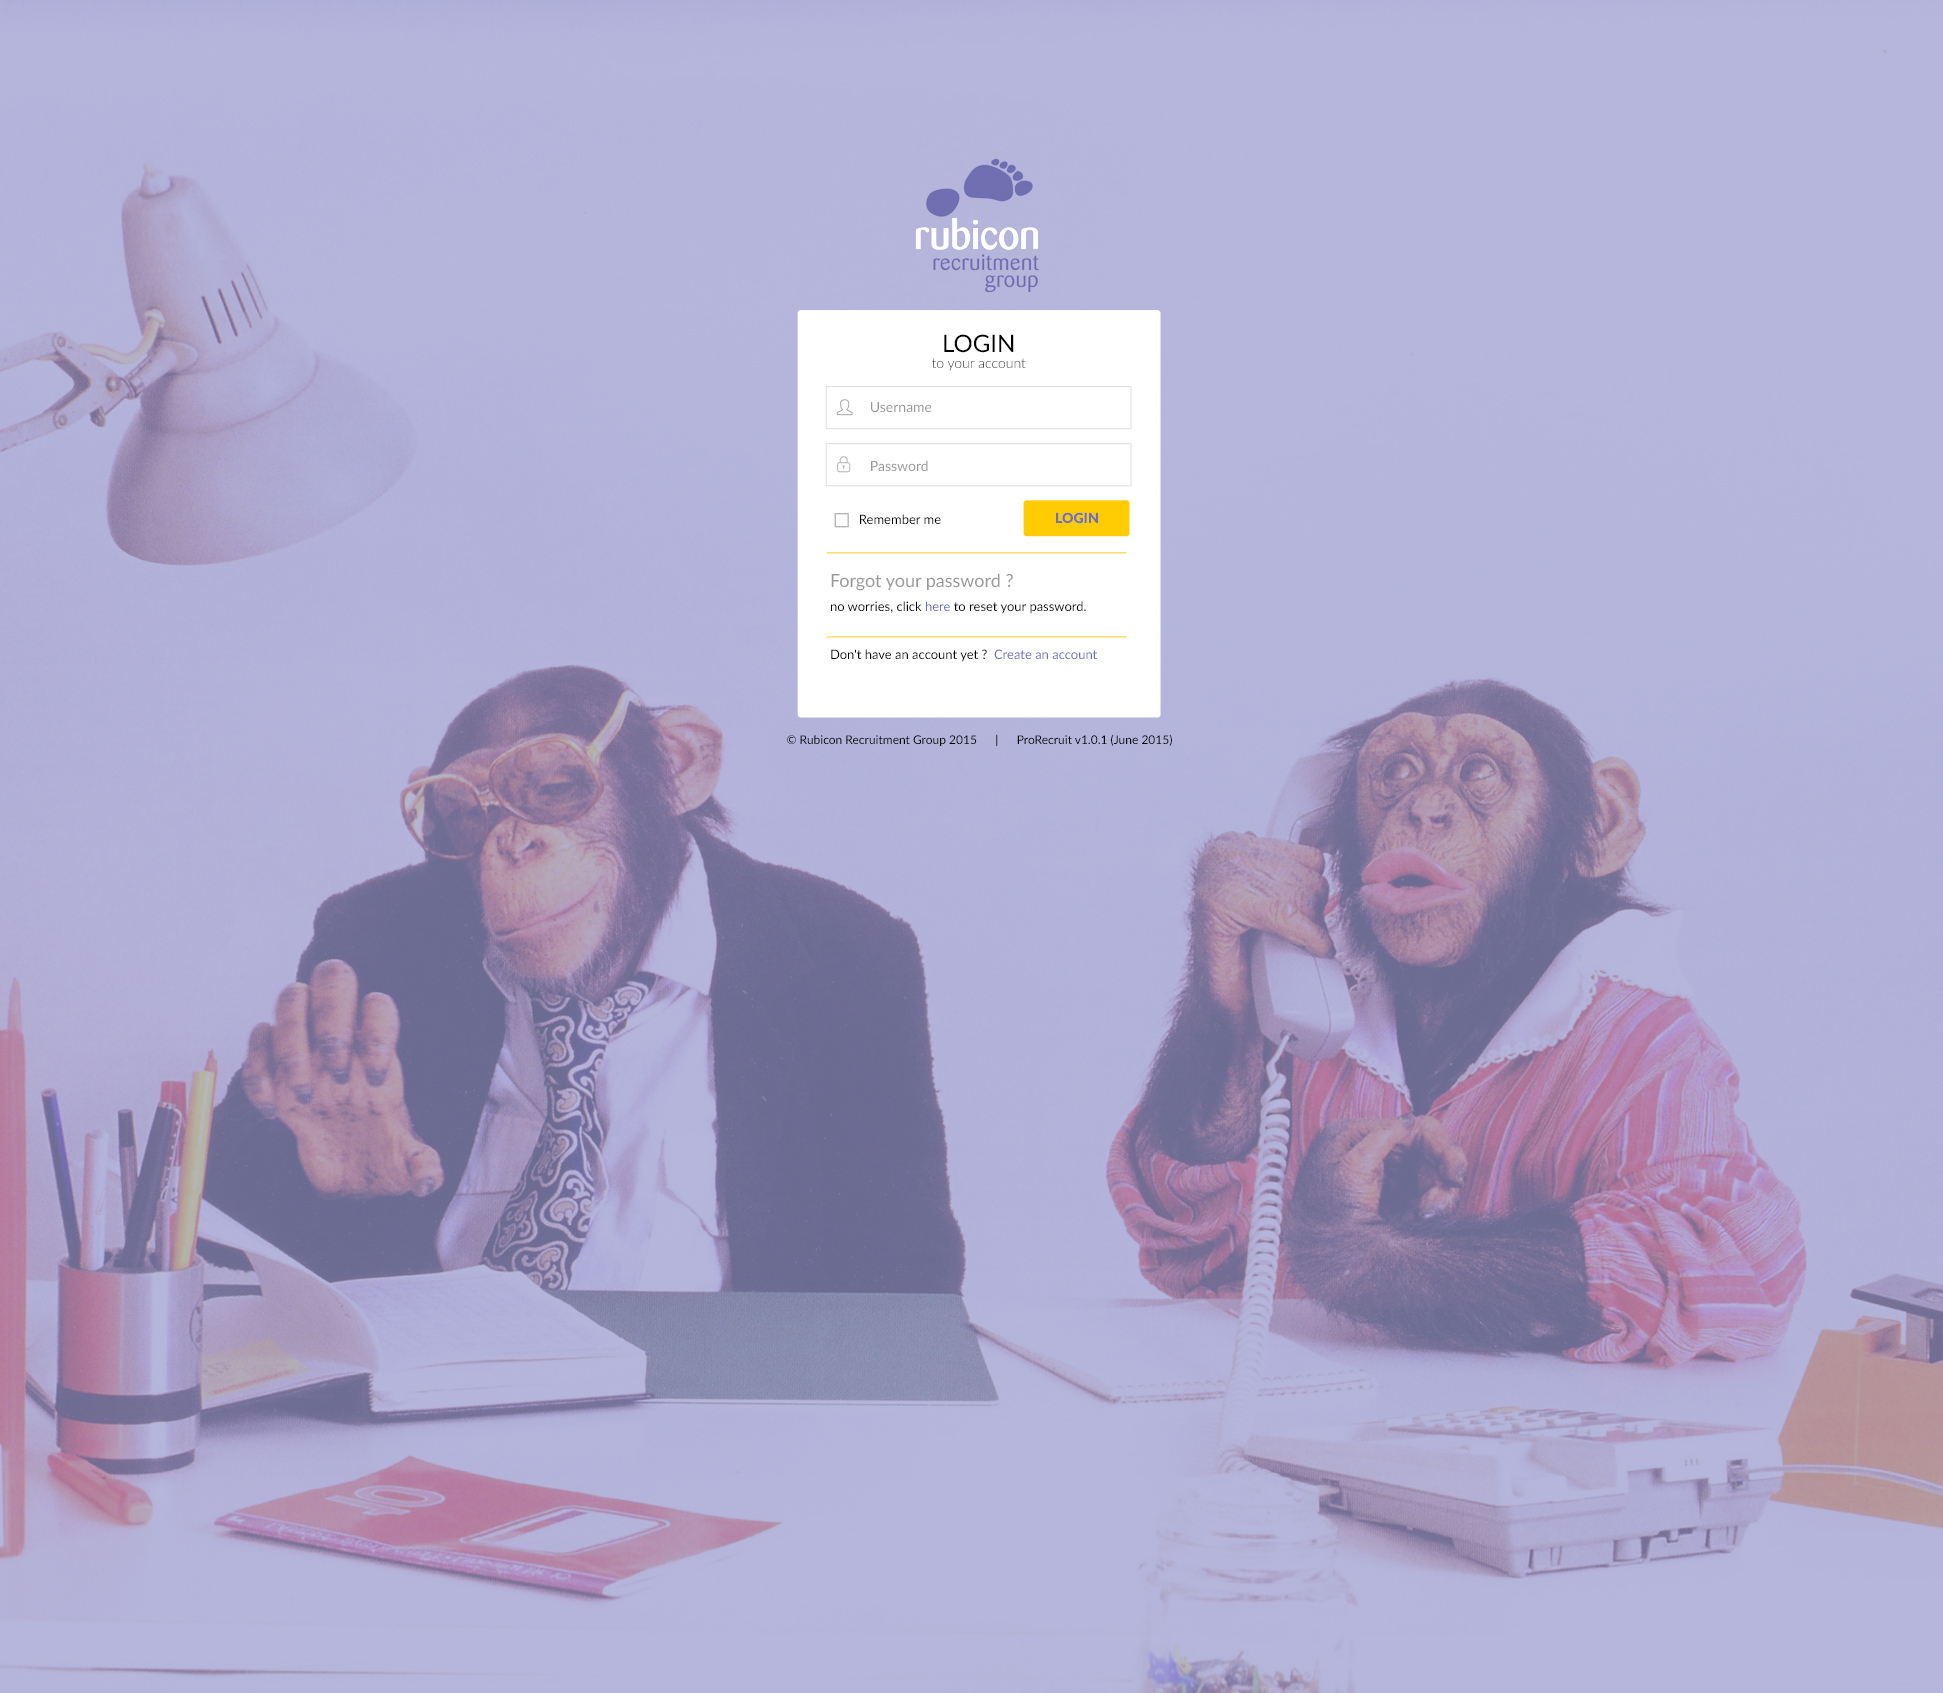 rubicon
recruitment
group
LOGIN
to your account
Username
Password
Remember me
LOGIN
Forgot your password ?
no worries, click here to reset your password.
Don't have an account yet ? Create an account
© Rubicon Recruitment Group 2015 | ProRecruit v1.0.1 (June 2015)
10